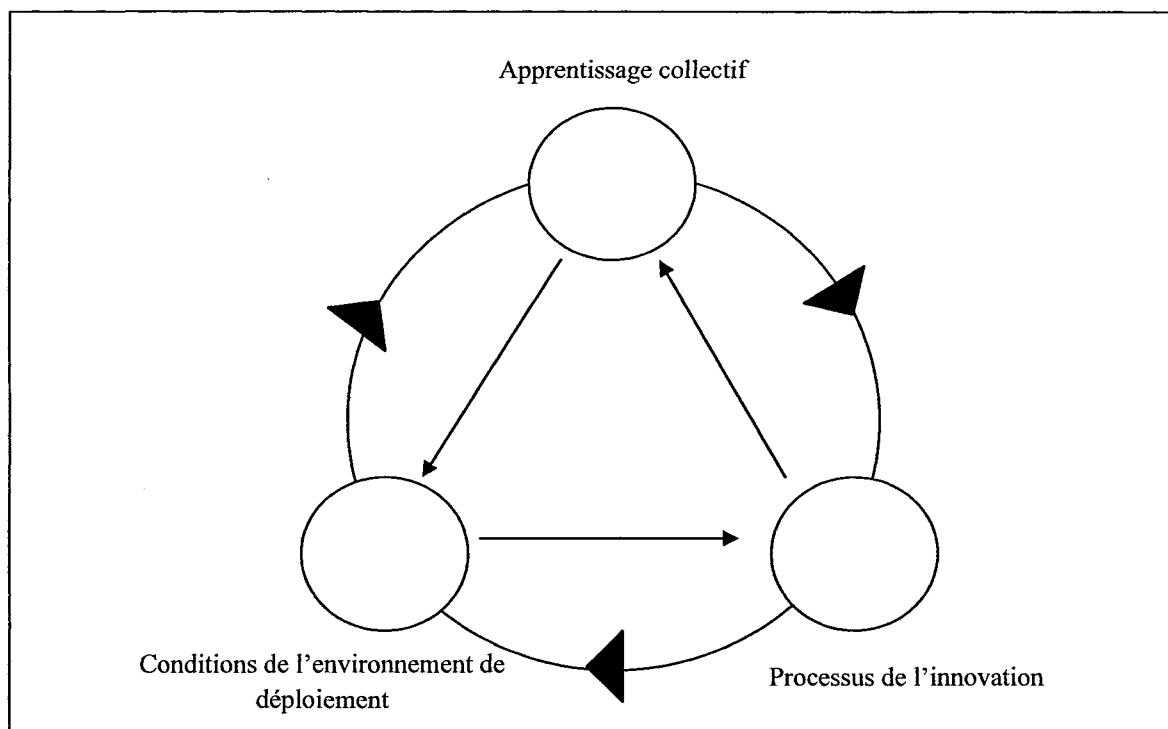 Apprentissage collectif
Conditions de l'environnement de
déploiement
Processus de l'innovation